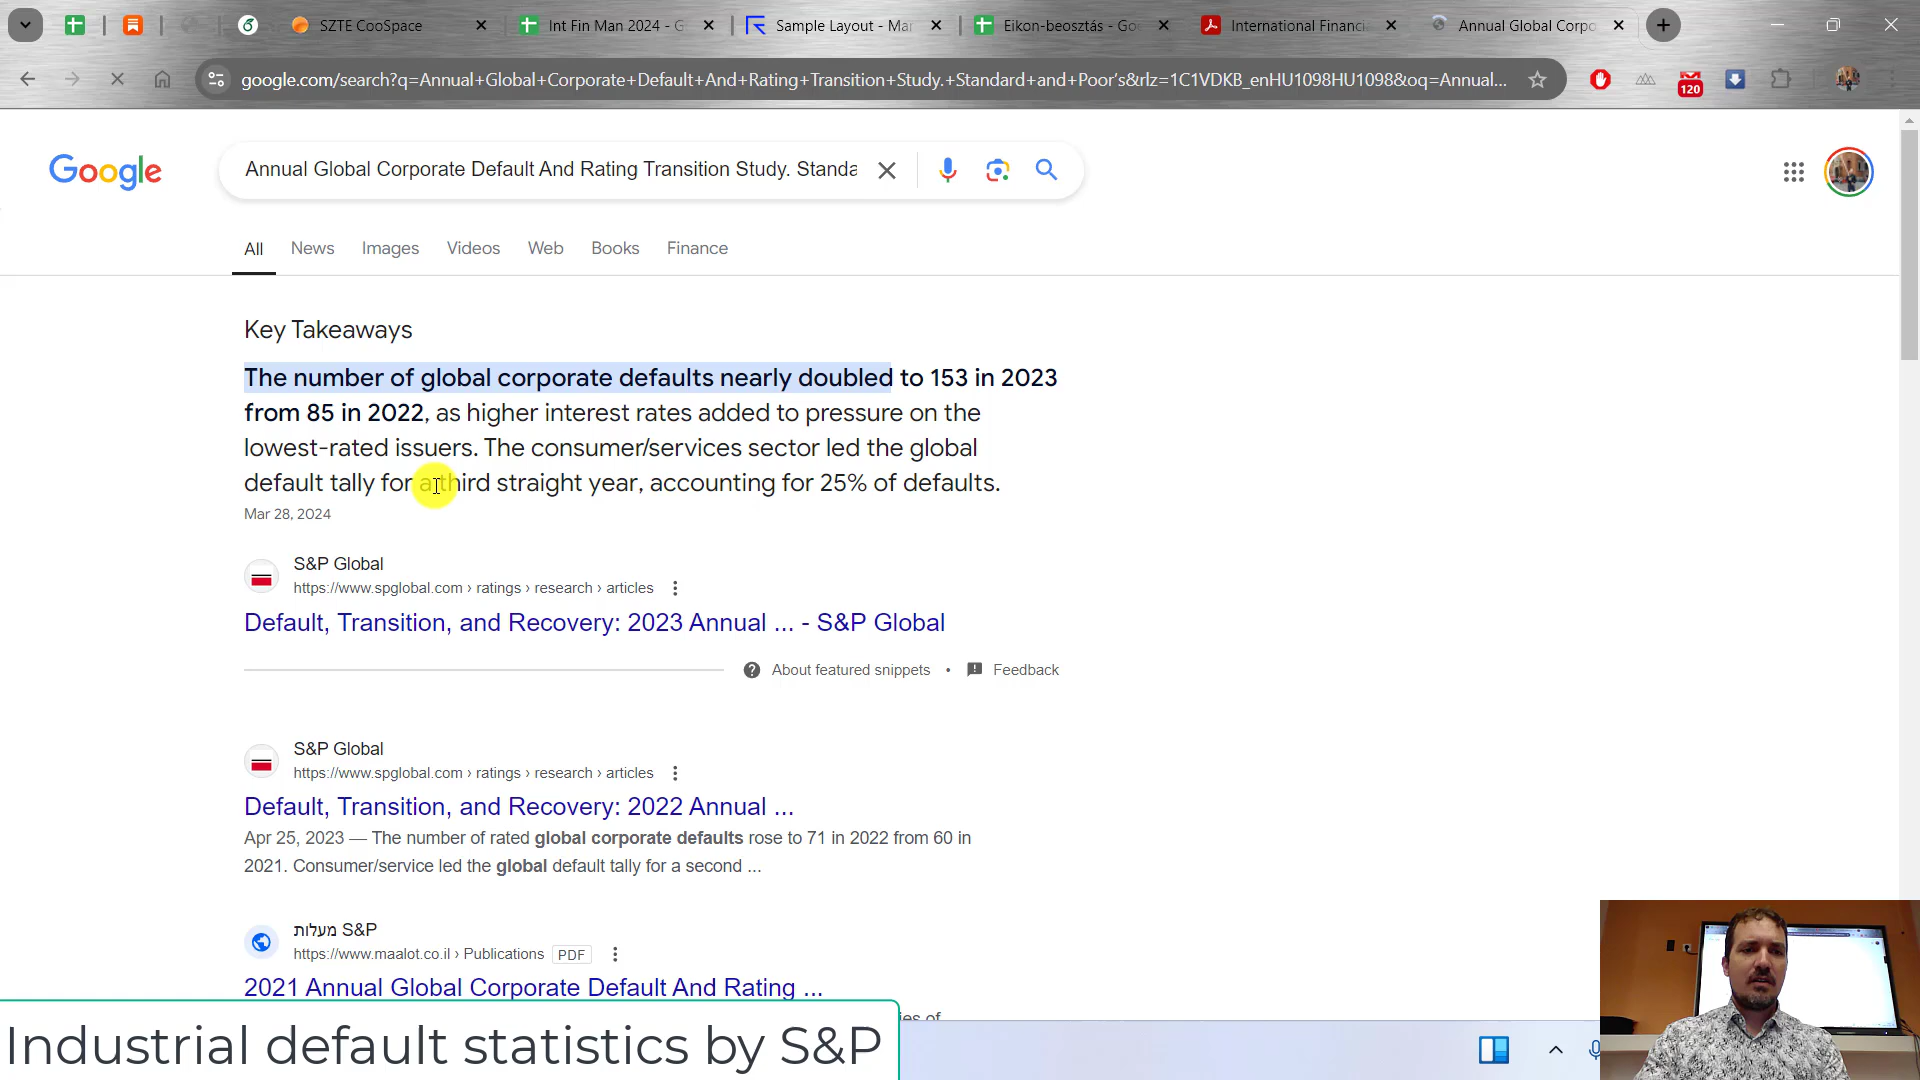 SZTE CooSpace
Int Fin Man 2024 - G
Sample Layout - Mar
Eikon-beosztás - Goo
International Financia
Annual Global Corpo
google.com/search?q=Annual+Global+Corporate+Default+And+Rating+Transition+Study.+Standard+and+Poor's&rlz=1C1VDKB_enHU1098HU1098&oq=Annual...
120
Google
Annual Global Corporate Default And Rating Transition Study. Standa
All News Images Videos Web Books Finance
Key Takeaways
The number of global corporate defaults nearly doubled to 153 in 2023
from 85 in 2022, as higher interest rates added to pressure on the
lowest-rated issuers. The consumer/services sector led the global
default tally for a third straight year, accounting for 25% of defaults.
Mar 28, 2024
S&P Global
https://www.spglobal.com › ratings › research › articles
Default, Transition, and Recovery: 2023 Annual ... - S&P Global
About featured snippets • Feedback
S&P Global
https://www.spglobal.com › ratings › research › articles
Default, Transition, and Recovery: 2022 Annual ...
Apr 25, 2023 — The number of rated global corporate defaults rose to 71 in 2022 from 60 in
2021. Consumer/service led the global default tally for a second ...
מעלות S&P
https://www.maalot.co.il › Publications PDF
2021 Annual Global Corporate Default And Rating ...
Industrial default statistics by S&P